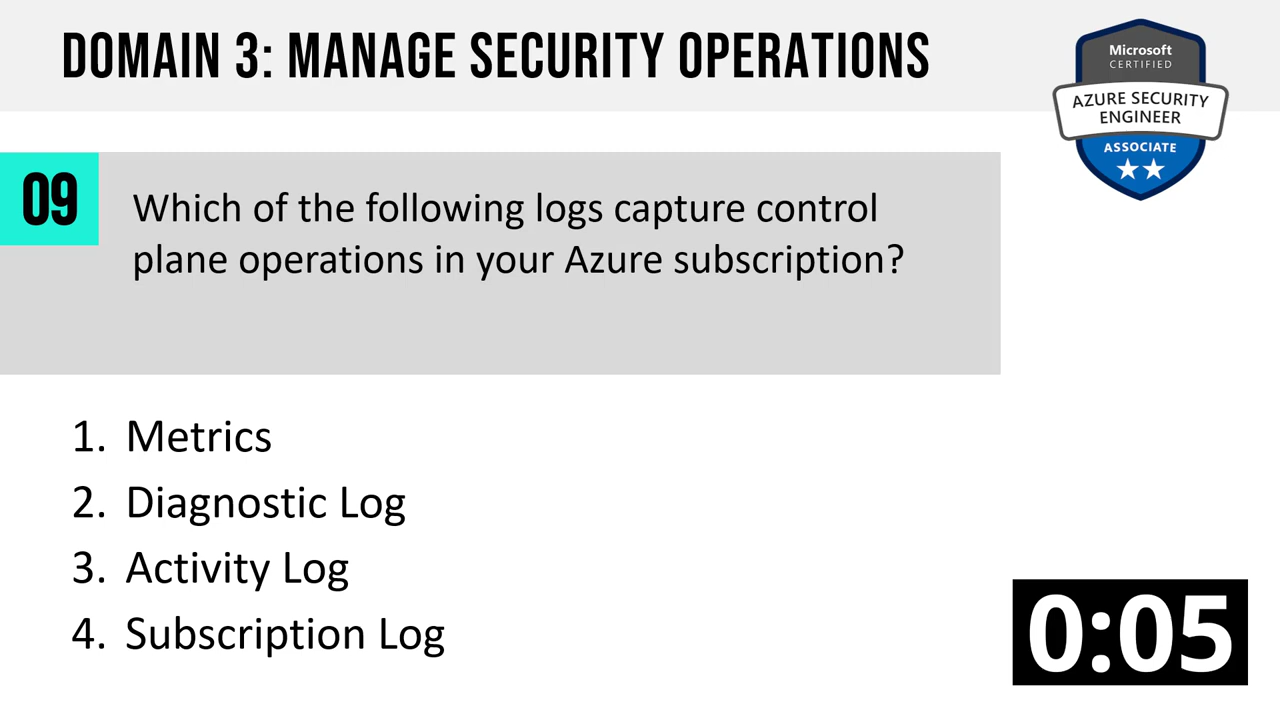 DOMAIN 3: MANAGE SECURITY OPERATIONS
Microsoft
CERTIFIED
AZURE SECURITY
ENGINEER
ASSOCIATE
09
Which of the following logs capture control
plane operations in your Azure subscription?
1. Metrics
2. Diagnostic Log
3. Activity Log
4. Subscription Log
0:05